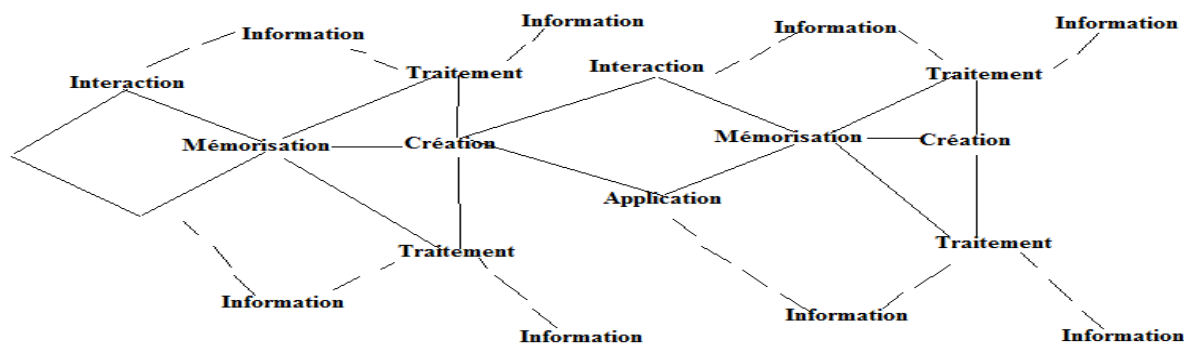 Information
Information
Information
Information
Interaction
Traitement
Interaction
Traitement
Mémorisation
Création
Mémorisation
Création
Application
Traitement
Traitement
Information
Information
Information
Information